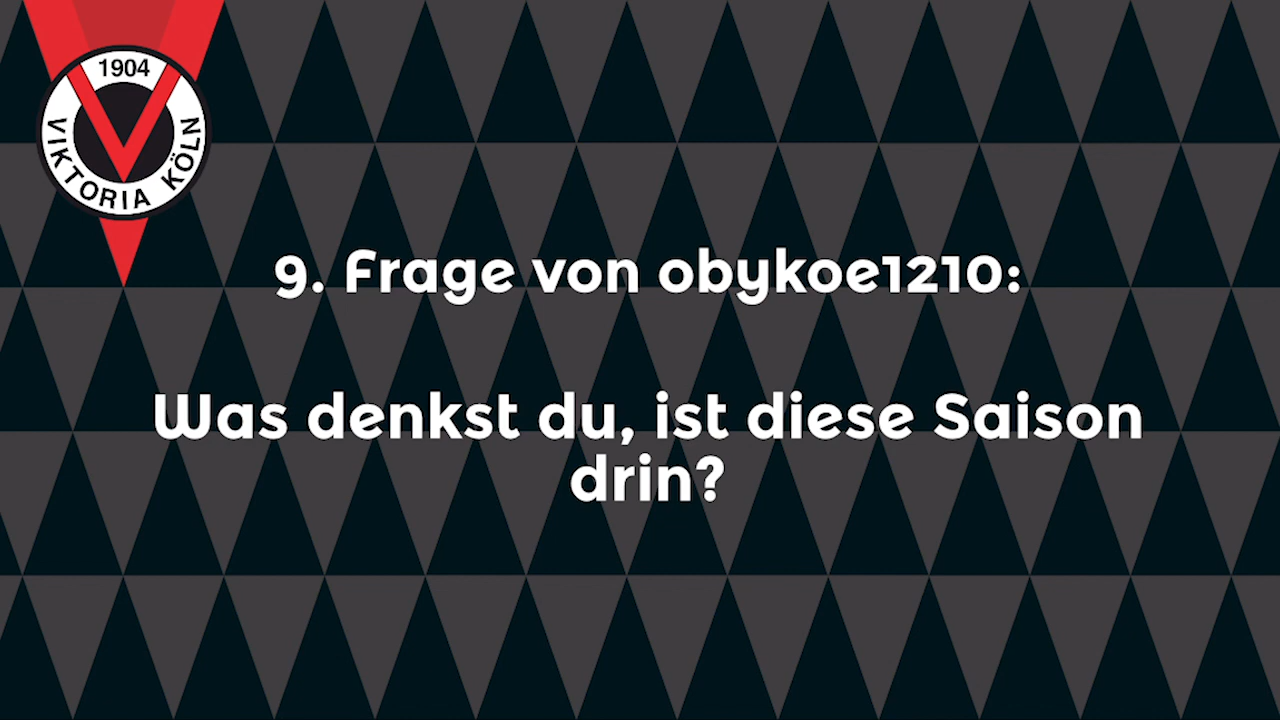 1904
VIKTORIA KÖLN
9. Frage von obykoe1210:
Was denkst du, ist diese Saison
drin?